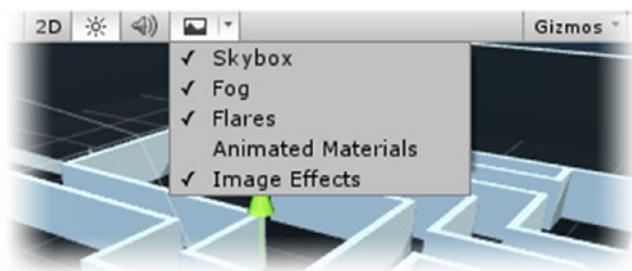 2D Gizmos
✓ Skybox
✓ Fog
✓ Flares
Animated Materials
✓ Image Effects